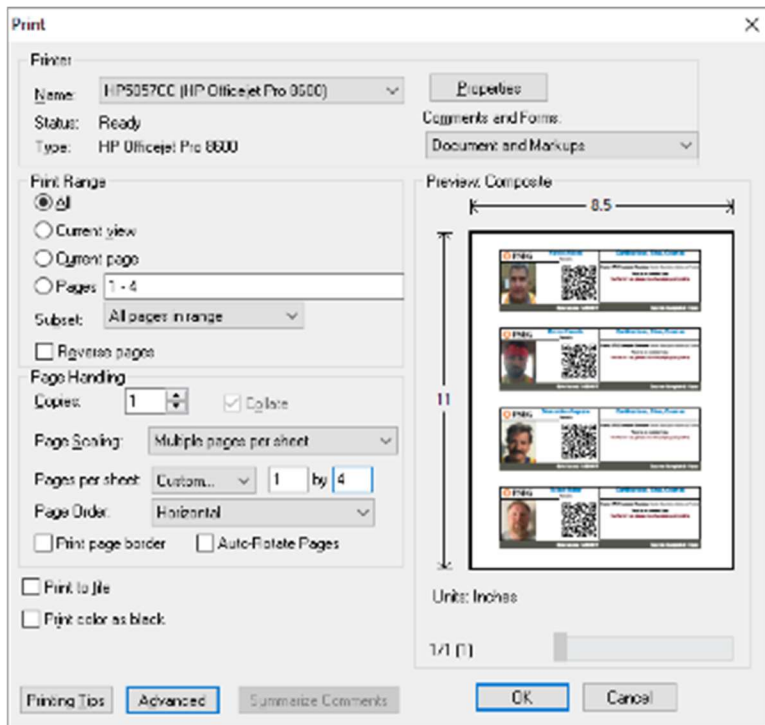 Print
Printer
Name: HP5057CC (HP Officejet Pro 8600)
Properties
Status: Ready
Comments and Forms:
Type: HP Officejet Pro 8600
Document and Markups
Print Range
All
Current view
Current page
Pages 1 - 4
Subset: All pages in range
Reverse pages
Page Handling
Copies: 1 Collate
Page Scaling: Multiple pages per sheet
Pages per sheet: Custom... 1 by 4
Page Order: Horizontal
Print page border Auto-Rotate Pages
Print to file
Print color as black
Preview: Composite
8.5
11
Units: Inches
1/1 (1)
Printing Tips Advanced Summarize Comments OK Cancel